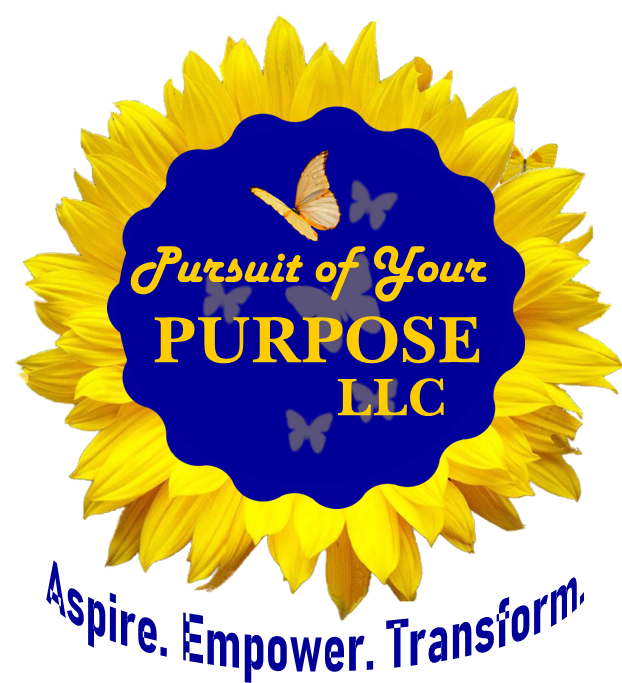 Pursuit of Your
PURPOSE
LLC
Aspire. Empower. Transform.